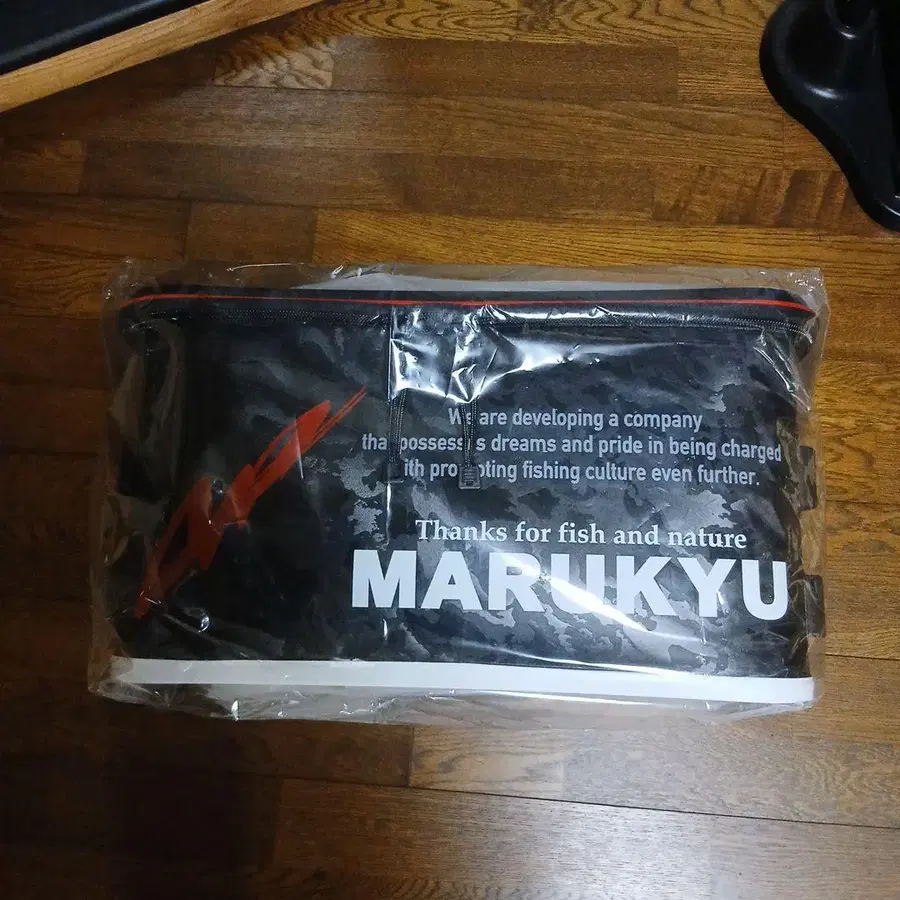 We are developing a company
that possesses dreams and pride in being charged
with promoting fishing culture even further.
Thanks for fish and nature
MARUKYU